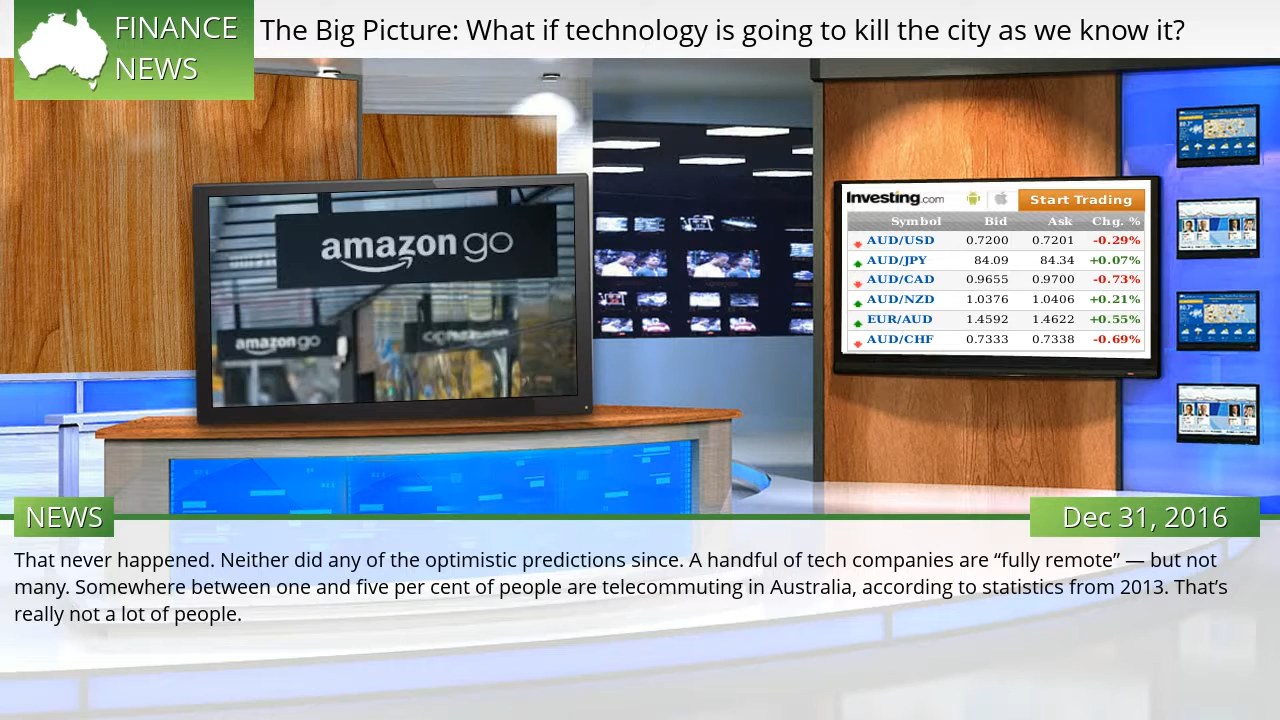 FINANCE
NEWS
The Big Picture: What if technology is going to kill the city as we know it?
amazon go
amazon go
Investing.com
Start Trading
Symbol Bid Ask Chg. %
AUD/USD 0.7200 0.7201 -0.29%
AUD/JPY 84.09 84.34 +0.07%
AUD/CAD 0.9655 0.9700 -0.73%
AUD/NZD 1.0376 1.0406 +0.21%
EUR/AUD 1.4592 1.4622 +0.55%
AUD/CHF 0.7333 0.7338 -0.69%
NEWS
Dec 31, 2016
That never happened. Neither did any of the optimistic predictions since. A handful of tech companies are “fully remote” — but not
many. Somewhere between one and five per cent of people are telecommuting in Australia, according to statistics from 2013. That’s
really not a lot of people.